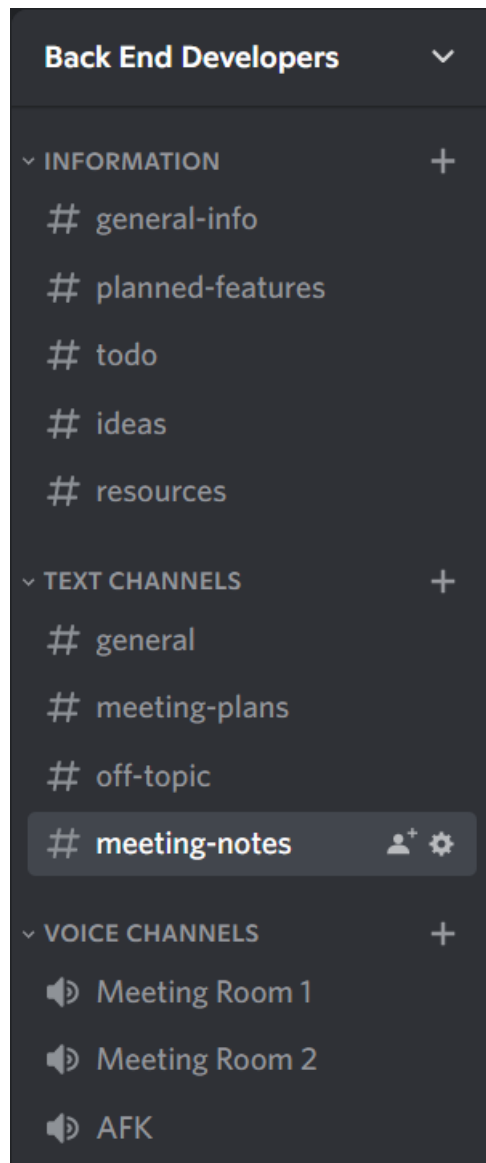 Back End Developers
INFORMATION
# general-info
# planned-features
# todo
# ideas
# resources
TEXT CHANNELS
# general
# meeting-plans
# off-topic
# meeting-notes
VOICE CHANNELS
Meeting Room 1
Meeting Room 2
AFK